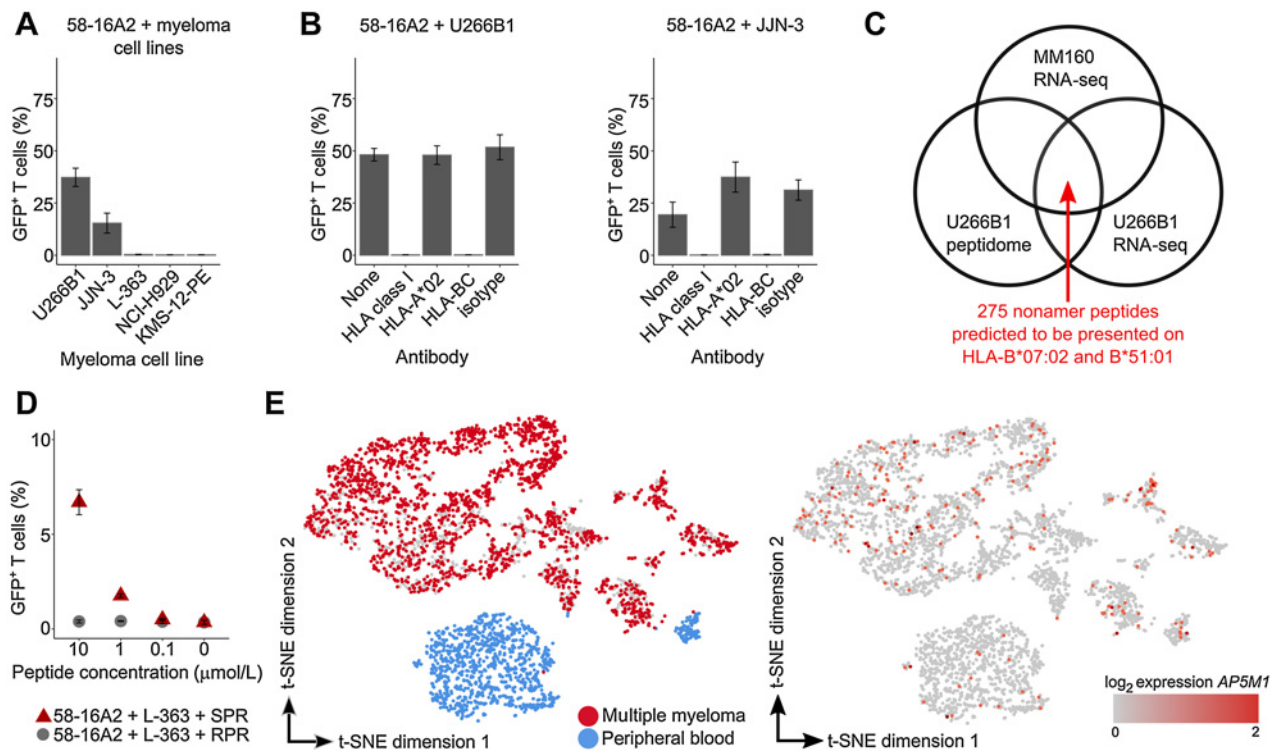 A
58-16A2 + myeloma
cell lines
GFP+ T cells (%)
75
50
25
0
U266B1
JJN-3
L-363
NCI-H929
KMS-12-PE
Myeloma cell line
B
58-16A2 + U266B1
GFP+ T cells (%)
75
50
25
0
None
HLA class I
HLA-A*02
HLA-BC
isotype
Antibody
58-16A2 + JJN-3
GFP+ T cells (%)
75
50
25
0
None
HLA class I
HLA-A*02
HLA-BC
isotype
Antibody
C
MM160
RNA-seq
U266B1
peptidome
U266B1
RNA-seq
275 nonamer peptides
predicted to be presented on
HLA-B*07:02 and B*51:01
D
GFP+ T cells (%)
10
5
0
10
1
0.1
0
Peptide concentration (μmol/L)
58-16A2 + L-363 + SPR
58-16A2 + L-363 + RPR
E
t-SNE dimension 2
t-SNE dimension 1
Multiple myeloma
Peripheral blood
t-SNE dimension 2
t-SNE dimension 1
log2 expression AP5M1
0
2